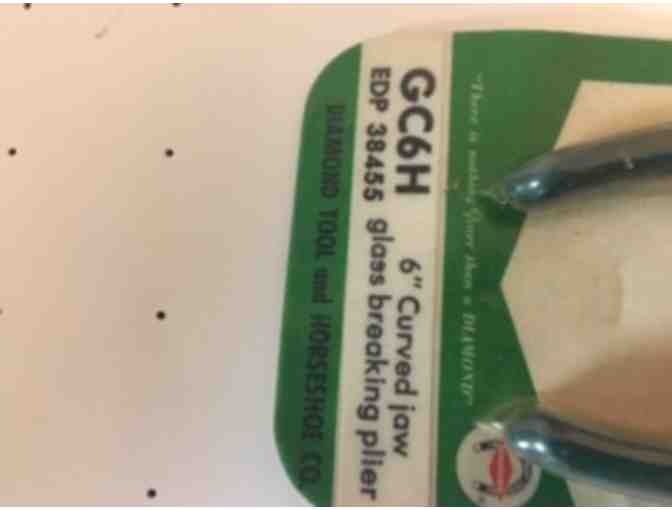 "There is nothing finer than a DIAMOND"
GC6H 6" Curved jaw
EDP 38455 glass breaking plier
DIAMOND TOOL and HORSESHOE CO.